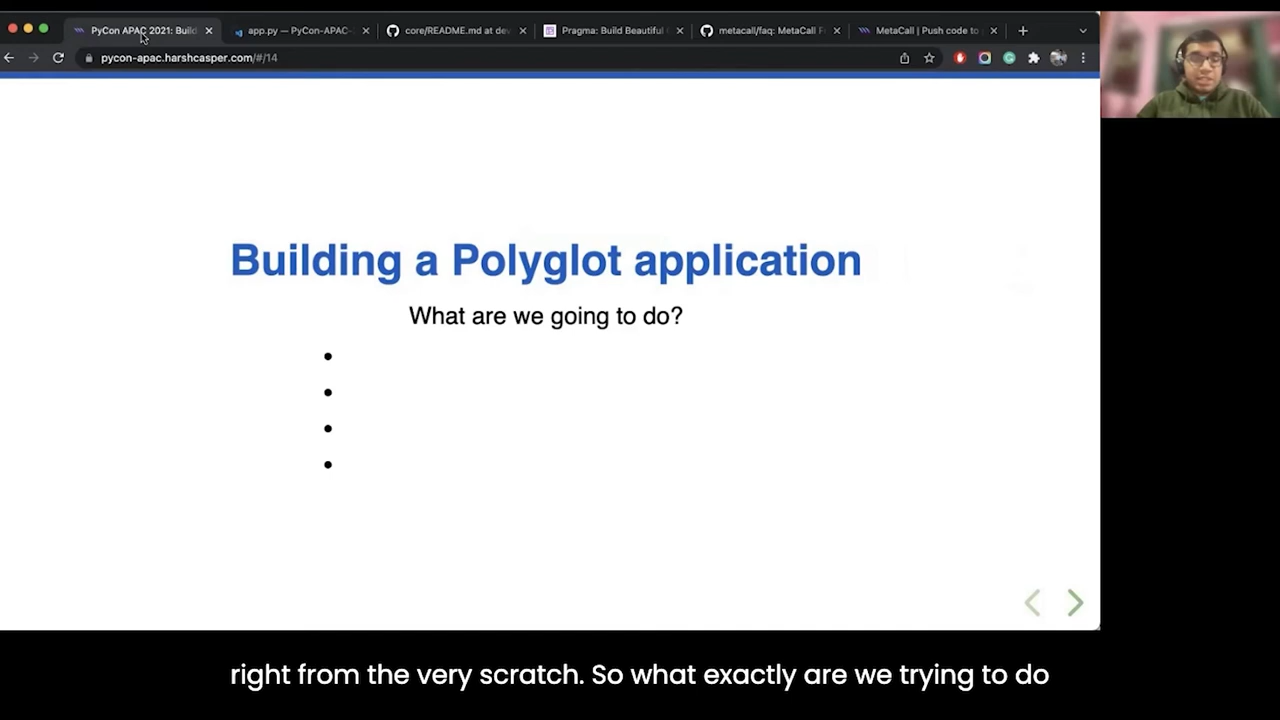 PyCon APAC 2021: Build
app.py — PyCon-APAC-
core/README.md at de
Pragma: Build Beautiful
metacall/faq: MetaCall F
MetaCall | Push code to
pycon-apac.harshcasper.com/#/14
Building a Polyglot application
What are we going to do?
right from the very scratch. So what exactly are we trying to do